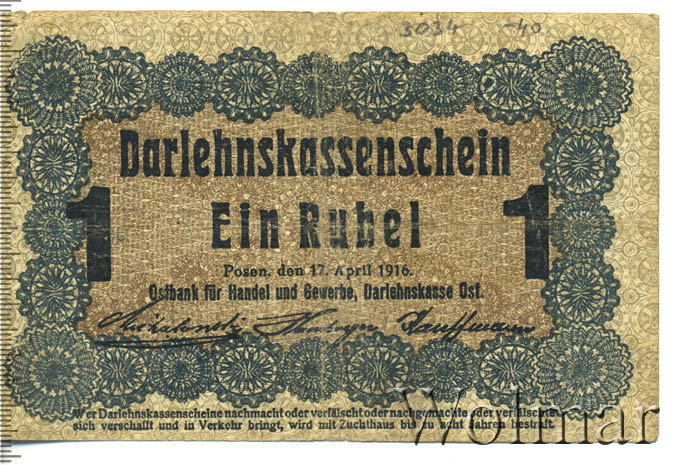 3034 -40
Darlehnskassenschein
1 Ein Rubel 1
Posen, den 17. April 1916.
Ostbank für Handel und Gewerbe, Darlehnskasse Ost.
Kauffmann
Wer Darlehnskassenscheine nachmacht oder verfälscht oder nachgemachte oder verfälschte
sich verschafft und in Verkehr bringt, wird mit Zuchthaus bis zu acht Jahren bestraft.
Wolmar